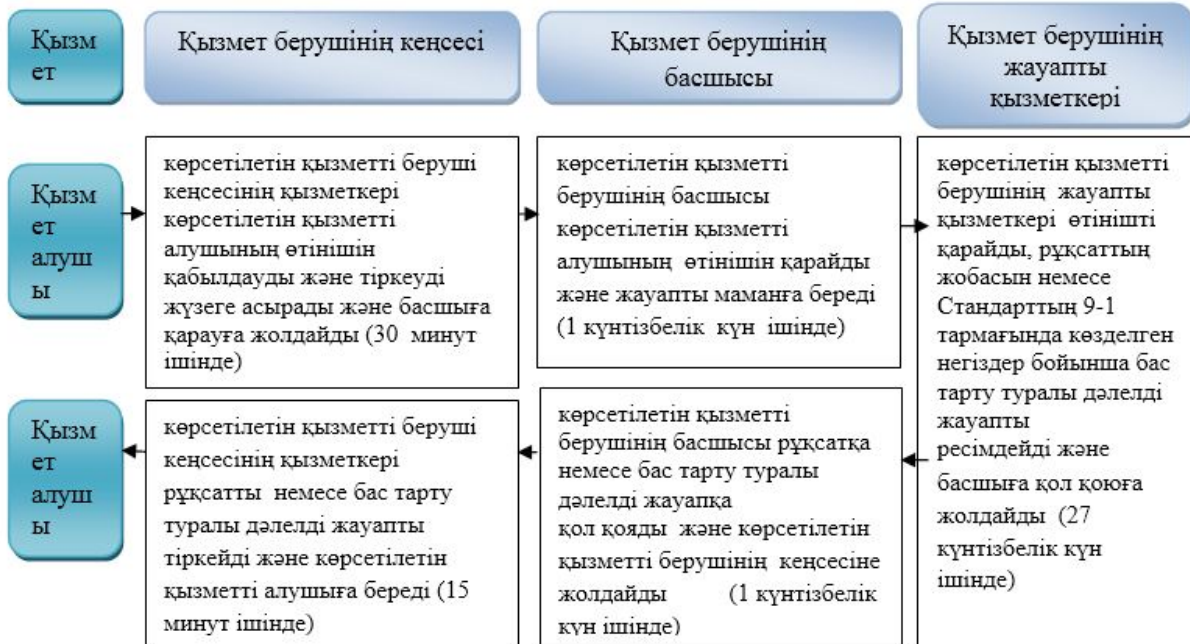 Қызм
ет
Қызмет берушінің кеңсесі
Қызмет берушінің
басшысы
Қызмет берушінің
жауапты
қызметкері
Қызм
ет
алуш
ы
көрсетілетін қызметті беруші
кеңсесінің қызметкері
көрсетілетін қызметті
алушының өтінішін
қабылдауды және тіркеуді
жүзеге асырады және басшыға
қарауға жолдайды (30 минут
ішінде)
көрсетілетін қызметті
берушінің басшысы
көрсетілетін қызметті
алушының өтінішін қарайды
және жауапты маманға береді
(1 күнтізбелік күн ішінде)
көрсетілетін қызметті
берушінің жауапты
қызметкері өтінішті
қарайды, рұқсаттың
жобасын немесе
Стандарттың 9-1
тармағында көзделген
негіздер бойынша бас
тарту туралы дәлелді
жауапты
ресімдейді және
басшыға қол қоюға
жолдайды (27
күнтізбелік күн
ішінде)
Қызм
ет
алуш
ы
көрсетілетін қызметті беруші
кеңсесінің қызметкері
рұқсатты немесе бас тарту
туралы дәлелді жауапты
тіркейді және көрсетілетін
қызметті алушыға береді (15
минут ішінде)
көрсетілетін қызметті
берушінің басшысы рұқсатқа
немесе бас тарту туралы
дәлелді жауапқа
қол қояды және көрсетілетін
қызметті берушінің кеңсесіне
жолдайды (1 күнтізбелік
күн ішінде)